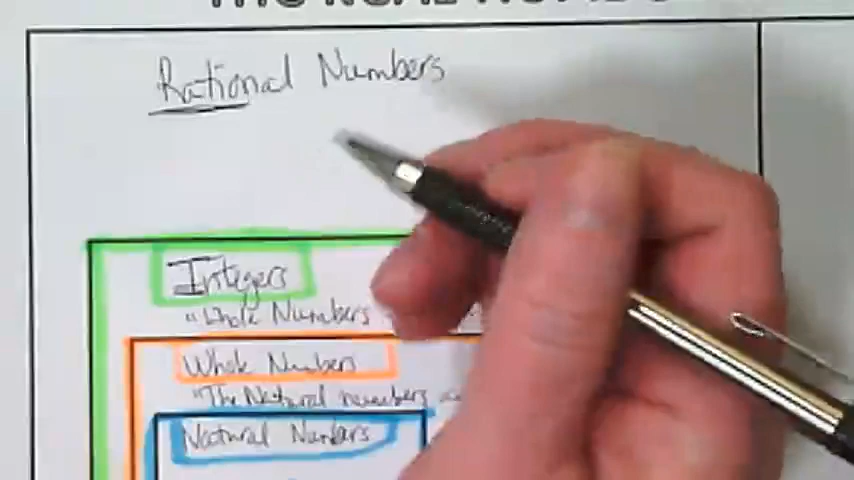 Rational Numbers
Integers
"Whole Numbers
Whole Numbers
"The Natural numbers
Natural Numbers